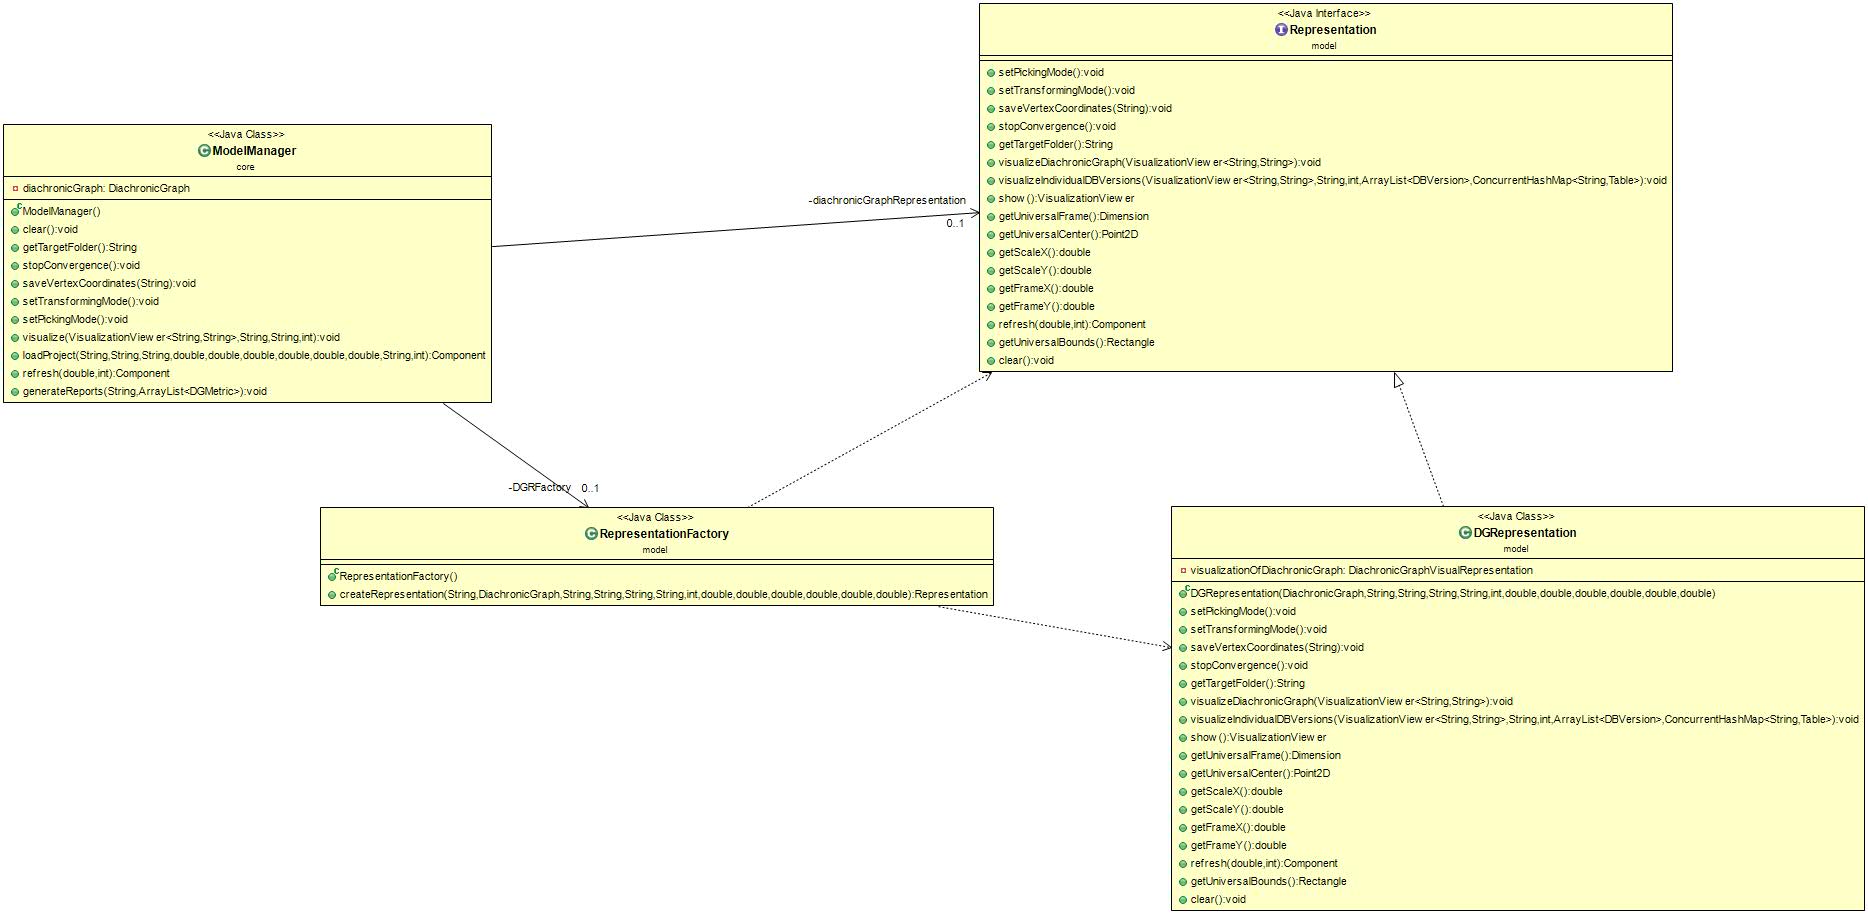 <<Java Interface>>
Representation
model
setPickingMode():void
setTransformingMode():void
saveVertexCoordinates(String):void
stopConvergence():void
getTargetFolder():String
visualizeDiachronicGraph(VisualizationView er<String,String>):void
visualizeIndividualDBVersions(VisualizationView er<String,String>,String,int,ArrayList<DBVersion>,ConcurrentHashMap<String,Table>):void
show ():VisualizationView er
getUniversalFrame():Dimension
getUniversalCenter():Point2D
getScaleX():double
getScaleY():double
getFrameX():double
getFrameY():double
refresh(double,int):Component
getUniversalBounds():Rectangle
clear():void
<<Java Class>>
ModelManager
core
diachronicGraph: DiachronicGraph
ModelManager()
clear():void
getTargetFolder():String
stopConvergence():void
saveVertexCoordinates(String):void
setTransformingMode():void
setPickingMode():void
visualize(VisualizationView er<String,String>,String,String,int):void
loadProject(String,String,String,double,double,double,double,double,double,String,int):Component
refresh(double,int):Component
generateReports(String,ArrayList<DGMetric>):void
-diachronicGraphRepresentation
0..1
-DGRFactory
0..1
<<Java Class>>
RepresentationFactory
model
RepresentationFactory()
createRepresentation(String,DiachronicGraph,String,String,String,String,int,double,double,double,double,double,double):Representation
<<Java Class>>
DGRepresentation
model
visualizationOfDiachronicGraph: DiachronicGraphVisualRepresentation
DGRepresentation(DiachronicGraph,String,String,String,String,int,double,double,double,double,double,double)
setPickingMode():void
setTransformingMode():void
saveVertexCoordinates(String):void
stopConvergence():void
getTargetFolder():String
visualizeDiachronicGraph(VisualizationView er<String,String>):void
visualizeIndividualDBVersions(VisualizationView er<String,String>,String,int,ArrayList<DBVersion>,ConcurrentHashMap<String,Table>):void
show ():VisualizationView er
getUniversalFrame():Dimension
getUniversalCenter():Point2D
getScaleX():double
getScaleY():double
getFrameX():double
getFrameY():double
refresh(double,int):Component
getUniversalBounds():Rectangle
clear():void